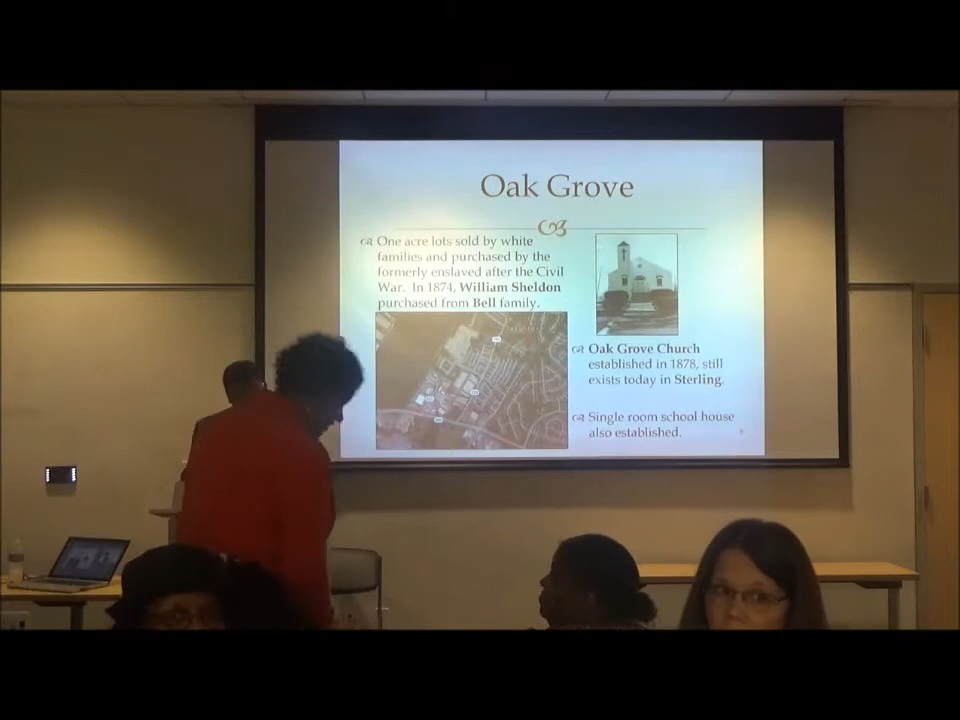 Oak Grove
One acre lots sold by white
families and purchased by the
formerly enslaved after the Civil
War. In 1874, William Sheldon
purchased from Bell family.
Oak Grove Church
established in 1878, still
exists today in Sterling.
Single room school house
also established.